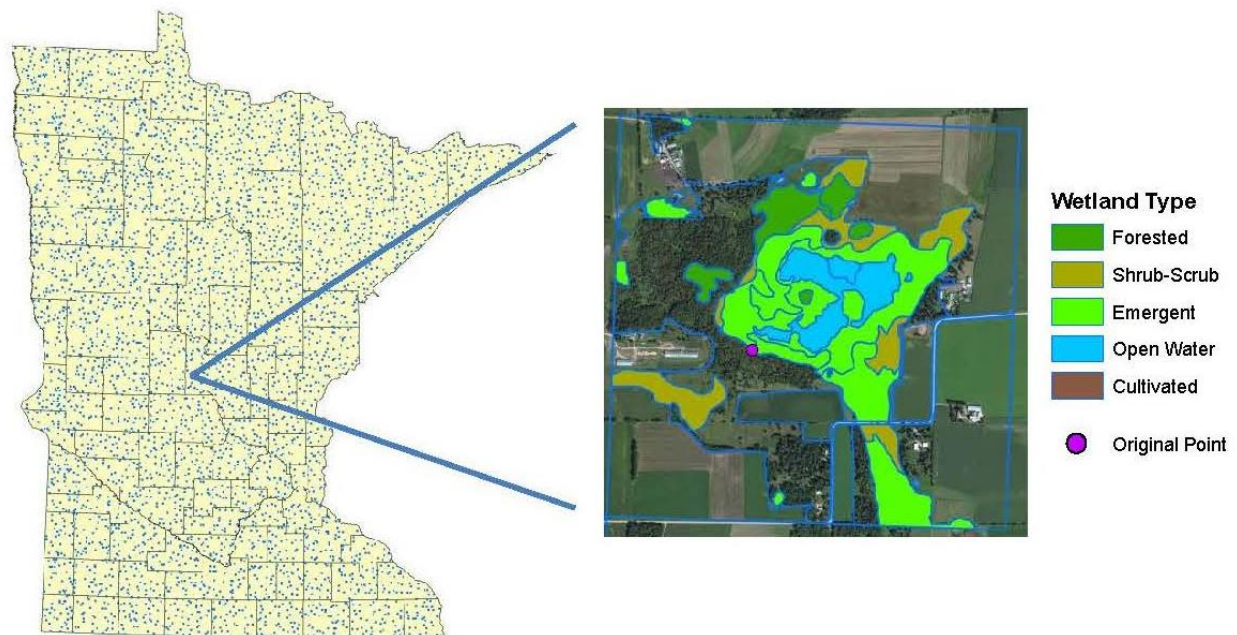 Wetland Type
Forested
Shrub-Scrub
Emergent
Open Water
Cultivated
Original Point